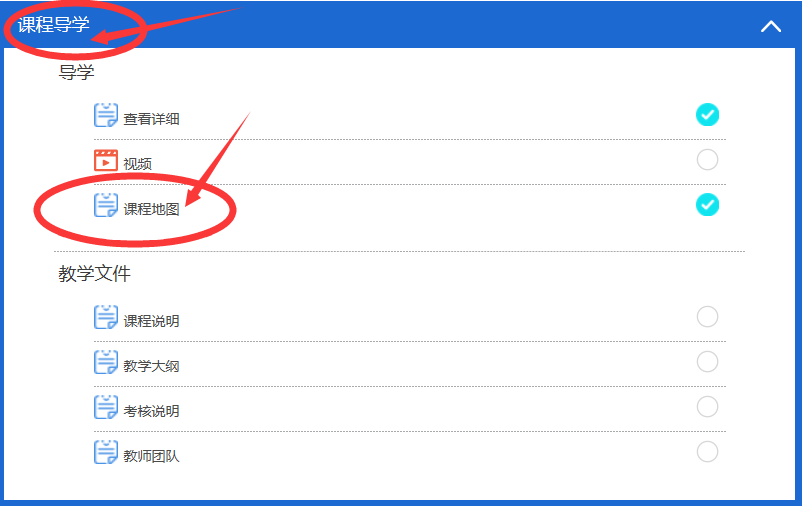 课程导学
导学
查看详细
视频
课程地图
教学文件
课程说明
教学大纲
考核说明
教师团队